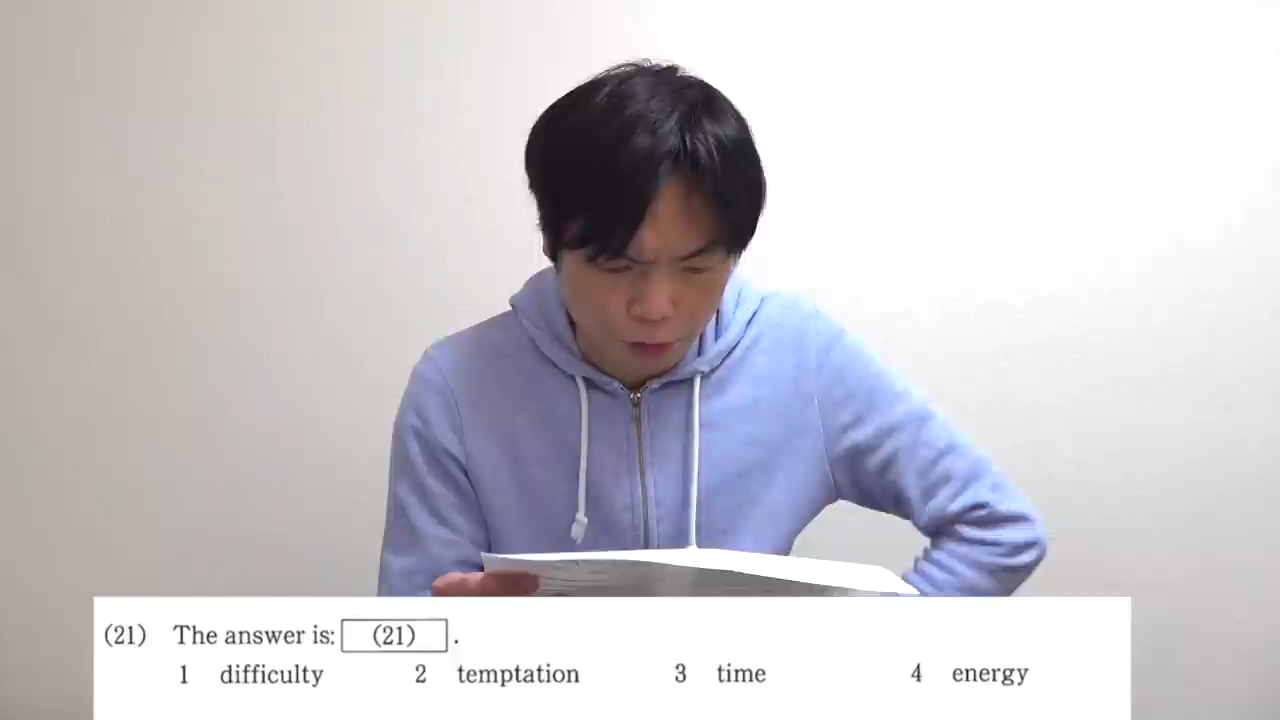 (21) The answer is: (21) .
1 difficulty 2 temptation 3 time 4 energy